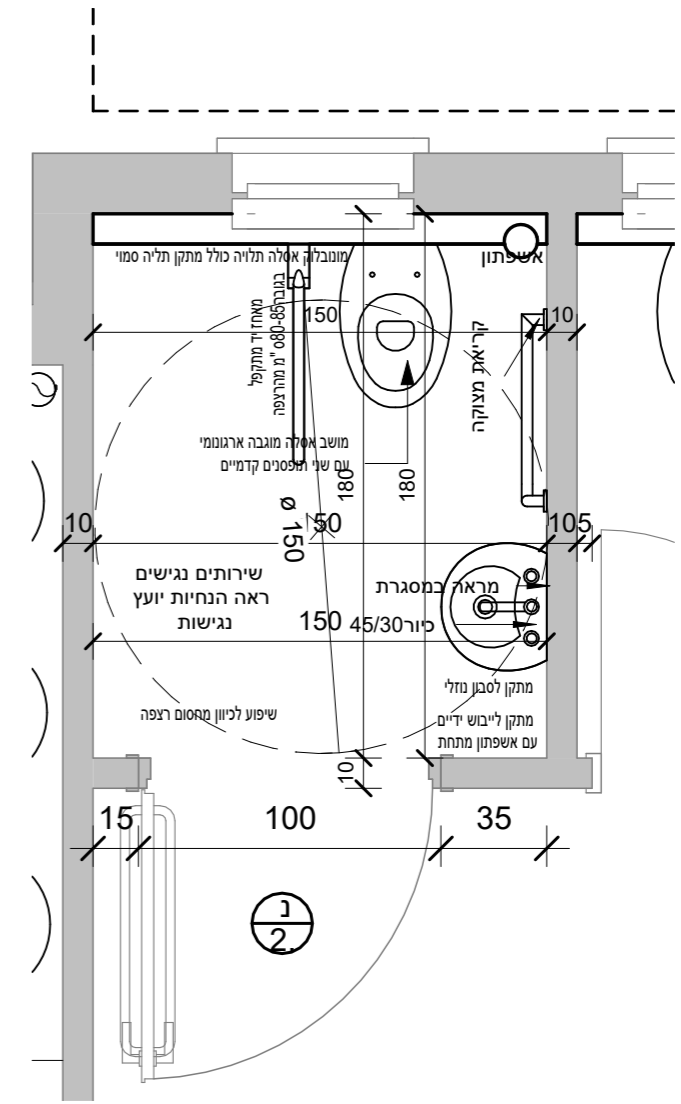 מונובלוק אסלה תלויה כולל מתקן תליה סמוי
אשפתון
מאחז יד מתקפל
בגובה 80-85ס"מ מהרצפה
150
10
קריאת מצוקה
מושב אסלה מוגבה ארגונומי
עם שני תופסנים קדמיים
180
180
ø 150
10
150
105
שירותים נגישים
ראה הנחיות יועץ
נגישות
מראה במסגרת
150
כיור 45/30
מתקן לסבון נוזלי
שיפוע לכיוון מחסום רצפה
מתקן לייבוש ידיים
עם אשפתון מתחת
10
15
100
35
נ
2.